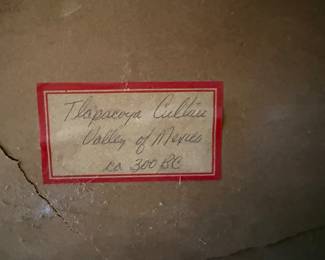 Tlapacoya Culture
Valley of Mexico
ca 300 BC